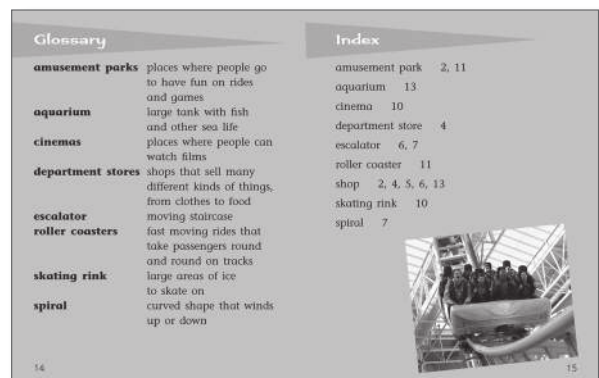 Glossary
amusement parks places where people go
to have fun on rides
and games
aquarium large tank with fish
and other sea life
cinemas places where people can
watch films
department stores shops that sell many
different kinds of things,
from clothes to food
escalator moving staircase
roller coasters fast moving rides that
take passengers round
and round on tracks
skating rink large areas of ice
to skate on
spiral curved shape that winds
up or down
14
Index
amusement park 2, 11
aquarium 13
cinema 10
department store 4
escalator 6, 7
roller coaster 11
shop 2, 4, 5, 6, 13
skating rink 10
spiral 7
15